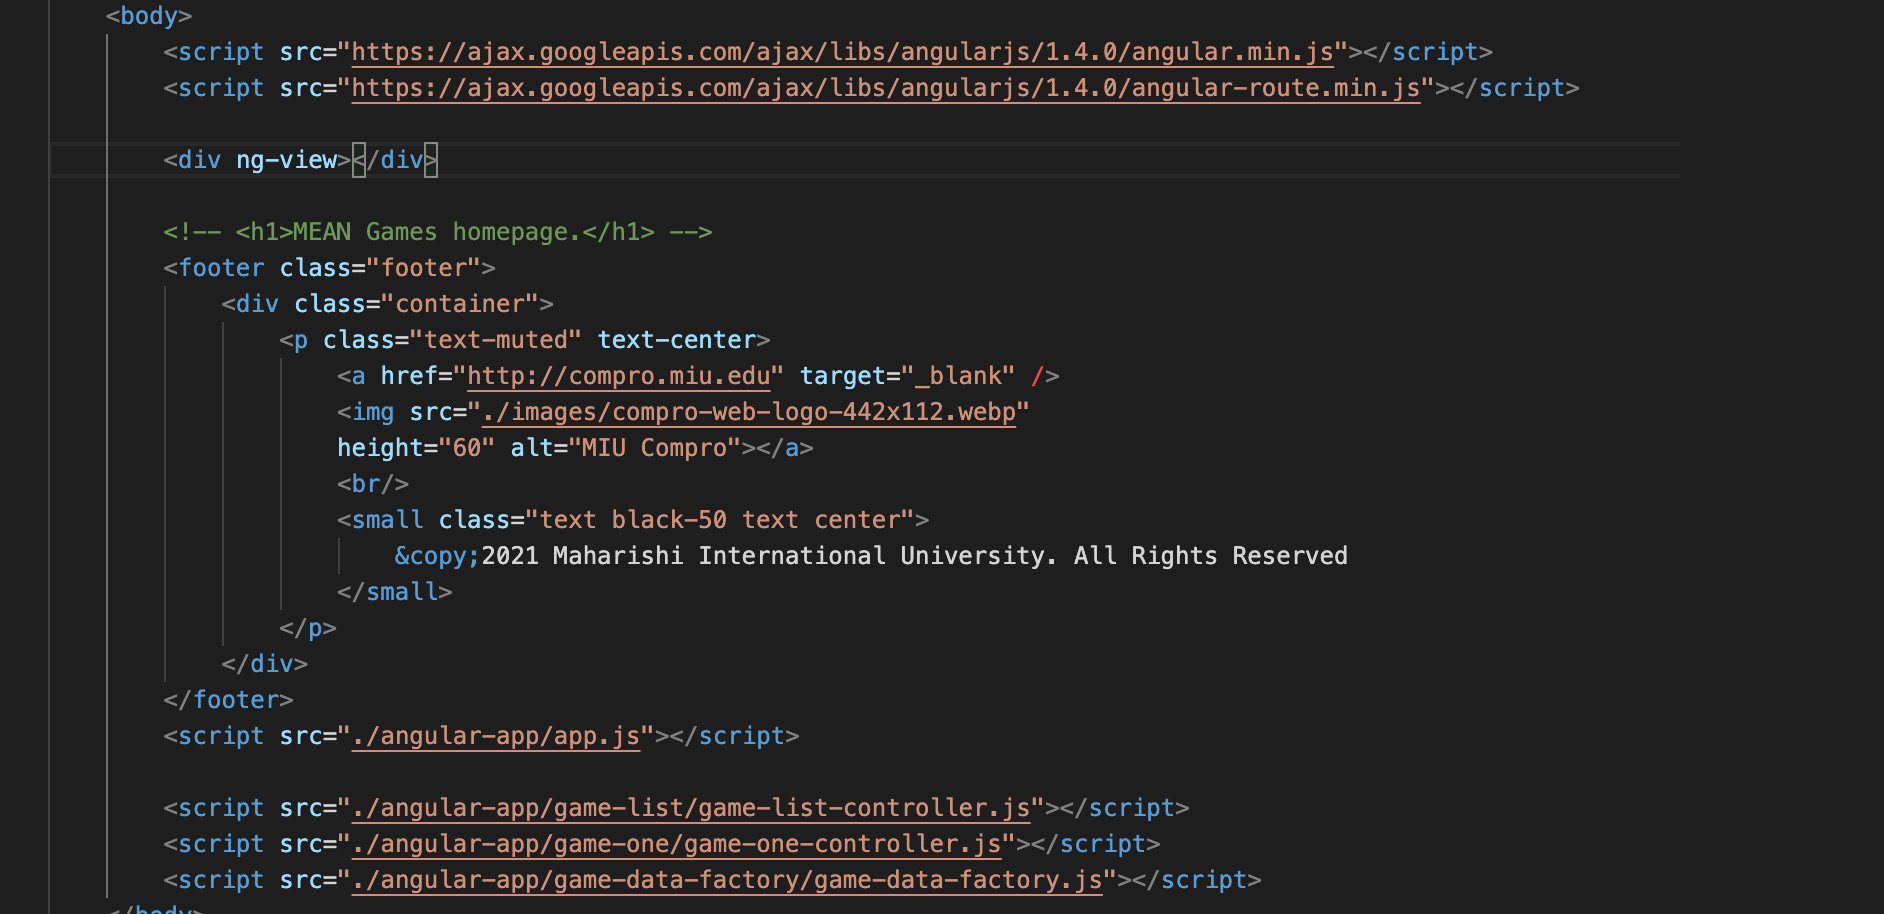 <body>
<script src="https://ajax.googleapis.com/ajax/libs/angularjs/1.4.0/angular.min.js"></script>
<script src="https://ajax.googleapis.com/ajax/libs/angularjs/1.4.0/angular-route.min.js"></script>
<div ng-view></div>
<!-- <h1>MEAN Games homepage.</h1> -->
<footer class="footer">
<div class="container">
<p class="text-muted" text-center>
<a href="http://compro.miu.edu" target="_blank" />
<img src="./images/compro-web-logo-442x112.webp"
height="60" alt="MIU Compro"></a>
<br/>
<small class="text black-50 text center">
&copy;2021 Maharishi International University. All Rights Reserved
</small>
</p>
</div>
</footer>
<script src="./angular-app/app.js"></script>
<script src="./angular-app/game-list/game-list-controller.js"></script>
<script src="./angular-app/game-one/game-one-controller.js"></script>
<script src="./angular-app/game-data-factory/game-data-factory.js"></script>
</body>